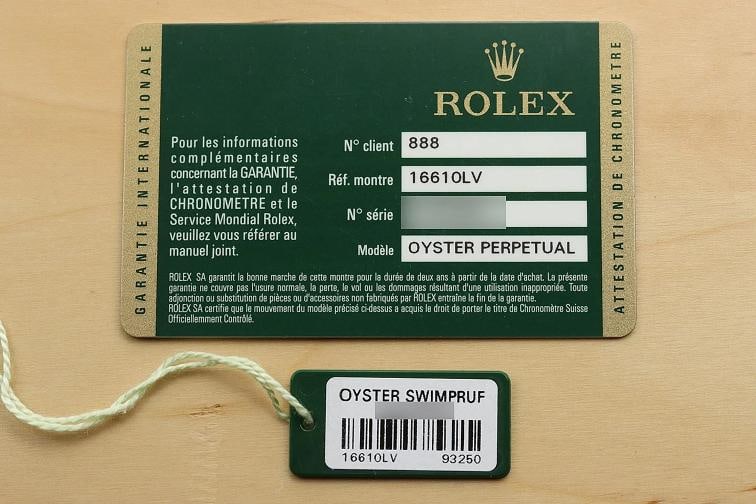 GARANTIE INTERNATIONALE
ROLEX
Pour les informations
complémentaires
concernant la GARANTIE,
l'attestation de
CHRONOMETRE et le
Service Mondial Rolex,
veuillez vous référer au
manuel joint.
N° client 888
Réf. montre 16610LV
N° série
Modèle OYSTER PERPETUAL
ROLEX SA garantit la bonne marche de cette montre pour la durée de deux ans à partir de la date d'achat. La présente
garantie ne couvre pas l'usure normale, la perte, le vol ou les dommages résultant d'une utilisation inappropriée. Toute
adjonction ou substitution de pièces ou d'accessoires non fabriqués par ROLEX entraîne la fin de la garantie.
ROLEX SA certifie que le mouvement du modèle précisé ci-dessus a acquis le droit de porter le titre de Chronomètre Suisse
Officiellement Contrôlé.
ATTESTATION DE CHRONOMETRE
OYSTER SWIMPRUF
16610LV 93250